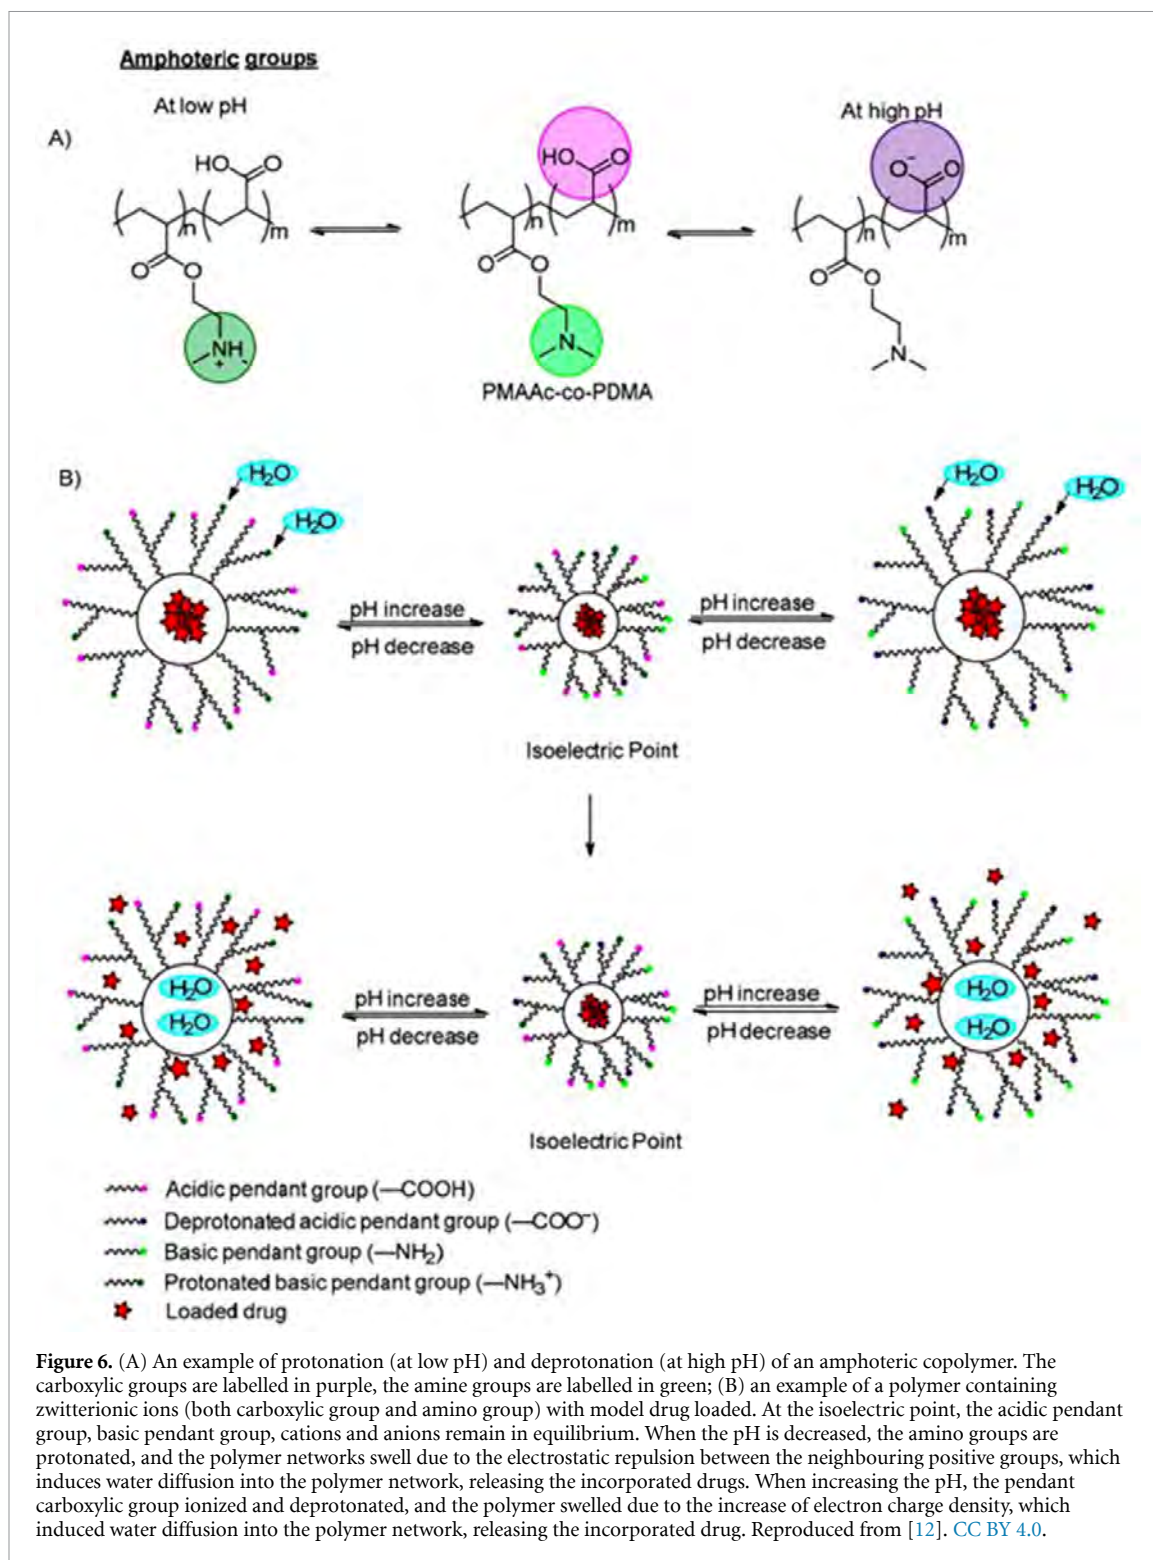 Amphoteric groups
At low pH
At high pH
A)
HO O
HO O
O⁻ O
n m
n m
n m
O O
O O
O O
NH
+
N
N
PMAAc-co-PDMA
B)
H₂O
H₂O
H₂O
H₂O
pH increase
pH decrease
pH increase
pH decrease
Isoelectric Point
H₂O
H₂O
H₂O
H₂O
pH increase
pH decrease
pH increase
pH decrease
Isoelectric Point
Acidic pendant group (—COOH)
Deprotonated acidic pendant group (—COO⁻)
Basic pendant group (—NH₂)
Protonated basic pendant group (—NH₃⁺)
Loaded drug
Figure 6. (A) An example of protonation (at low pH) and deprotonation (at high pH) of an amphoteric copolymer. The
carboxylic groups are labelled in purple, the amine groups are labelled in green; (B) an example of a polymer containing
zwitterionic ions (both carboxylic group and amino group) with model drug loaded. At the isoelectric point, the acidic pendant
group, basic pendant group, cations and anions remain in equilibrium. When the pH is decreased, the amino groups are
protonated, and the polymer networks swell due to the electrostatic repulsion between the neighbouring positive groups, which
induces water diffusion into the polymer network, releasing the incorporated drugs. When increasing the pH, the pendant
carboxylic group ionized and deprotonated, and the polymer swelled due to the increase of electron charge density, which
induced water diffusion into the polymer network, releasing the incorporated drug. Reproduced from [12]. CC BY 4.0.